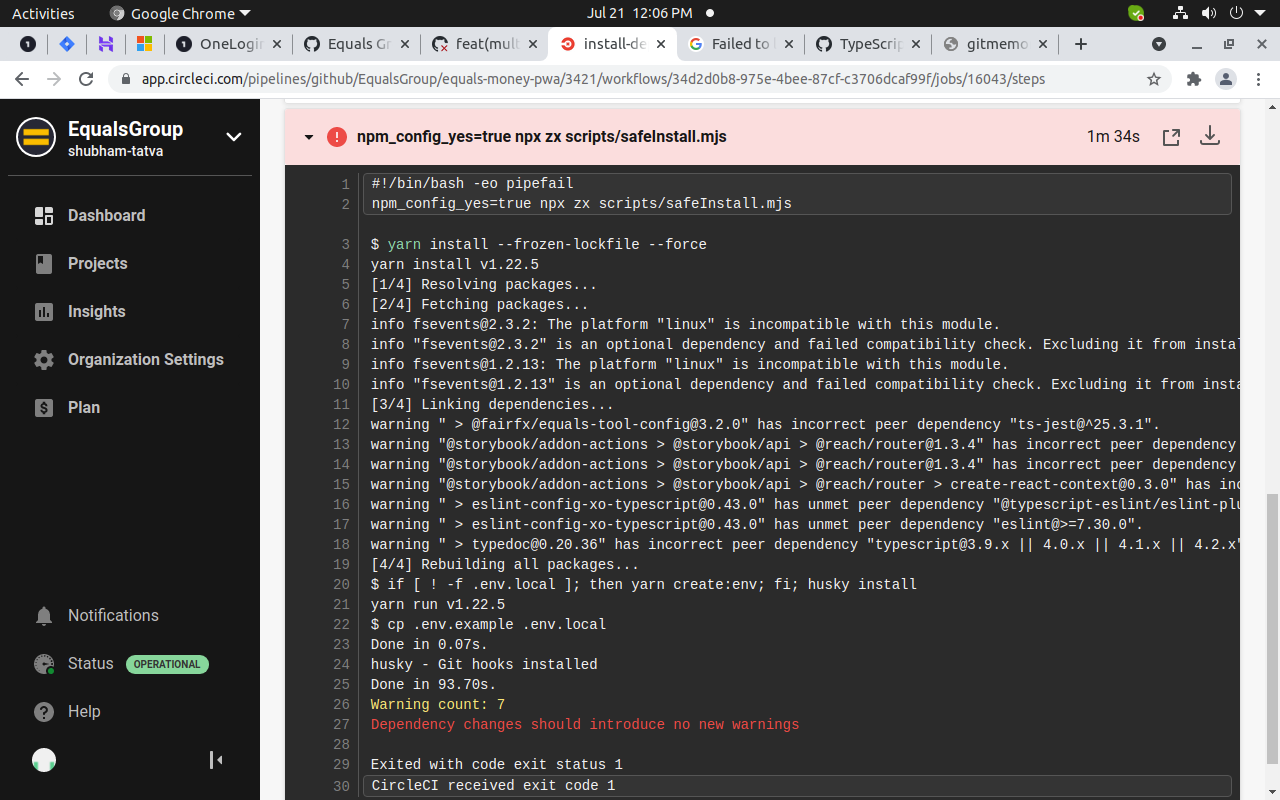 Activities
Google Chrome
Jul 21 12:06 PM
OneLogin
Equals Gr
feat(mult
install-de
Failed to
TypeScrip
gitmemo
app.circleci.com/pipelines/github/EqualsGroup/equals-money-pwa/3421/workflows/34d2d0b8-975e-4bee-87cf-c3706dcaf99f/jobs/16043/steps
EqualsGroup
shubham-tatva
Dashboard
Projects
Insights
Organization Settings
Plan
Notifications
Status OPERATIONAL
Help
npm_config_yes=true npx zx scripts/safeInstall.mjs 1m 34s
1 #!/bin/bash -eo pipefail
2 npm_config_yes=true npx zx scripts/safeInstall.mjs
3 $ yarn install --frozen-lockfile --force
4 yarn install v1.22.5
5 [1/4] Resolving packages...
6 [2/4] Fetching packages...
7 info fsevents@2.3.2: The platform "linux" is incompatible with this module.
8 info "fsevents@2.3.2" is an optional dependency and failed compatibility check. Excluding it from instal
9 info fsevents@1.2.13: The platform "linux" is incompatible with this module.
10 info "fsevents@1.2.13" is an optional dependency and failed compatibility check. Excluding it from insta
11 [3/4] Linking dependencies...
12 warning " > @fairfx/equals-tool-config@3.2.0" has incorrect peer dependency "ts-jest@^25.3.1".
13 warning "@storybook/addon-actions > @storybook/api > @reach/router@1.3.4" has incorrect peer dependency
14 warning "@storybook/addon-actions > @storybook/api > @reach/router@1.3.4" has incorrect peer dependency
15 warning "@storybook/addon-actions > @storybook/api > @reach/router > create-react-context@0.3.0" has inc
16 warning " > eslint-config-xo-typescript@0.43.0" has unmet peer dependency "@typescript-eslint/eslint-plu
17 warning " > eslint-config-xo-typescript@0.43.0" has unmet peer dependency "eslint@>=7.30.0".
18 warning " > typedoc@0.20.36" has incorrect peer dependency "typescript@3.9.x || 4.0.x || 4.1.x || 4.2.x"
19 [4/4] Rebuilding all packages...
20 $ if [ ! -f .env.local ]; then yarn create:env; fi; husky install
21 yarn run v1.22.5
22 $ cp .env.example .env.local
23 Done in 0.07s.
24 husky - Git hooks installed
25 Done in 93.70s.
26 Warning count: 7
27 Dependency changes should introduce no new warnings
28
29 Exited with code exit status 1
30 CircleCI received exit code 1